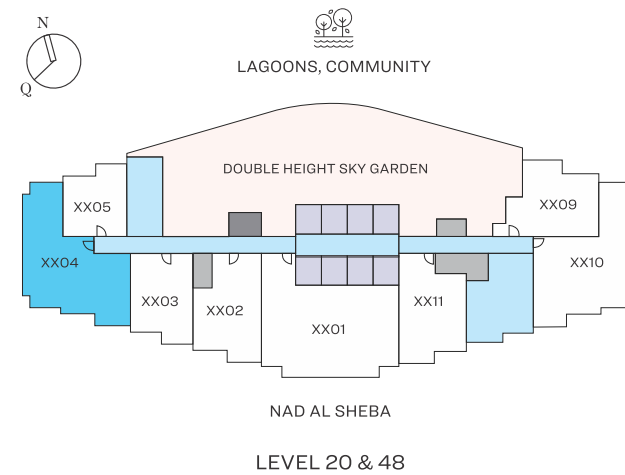 N
Q
LAGOONS, COMMUNITY
DOUBLE HEIGHT SKY GARDEN
XX05
XX09
XX04
XX10
XX03
XX02
XX01
XX11
NAD AL SHEBA
LEVEL 20 & 48